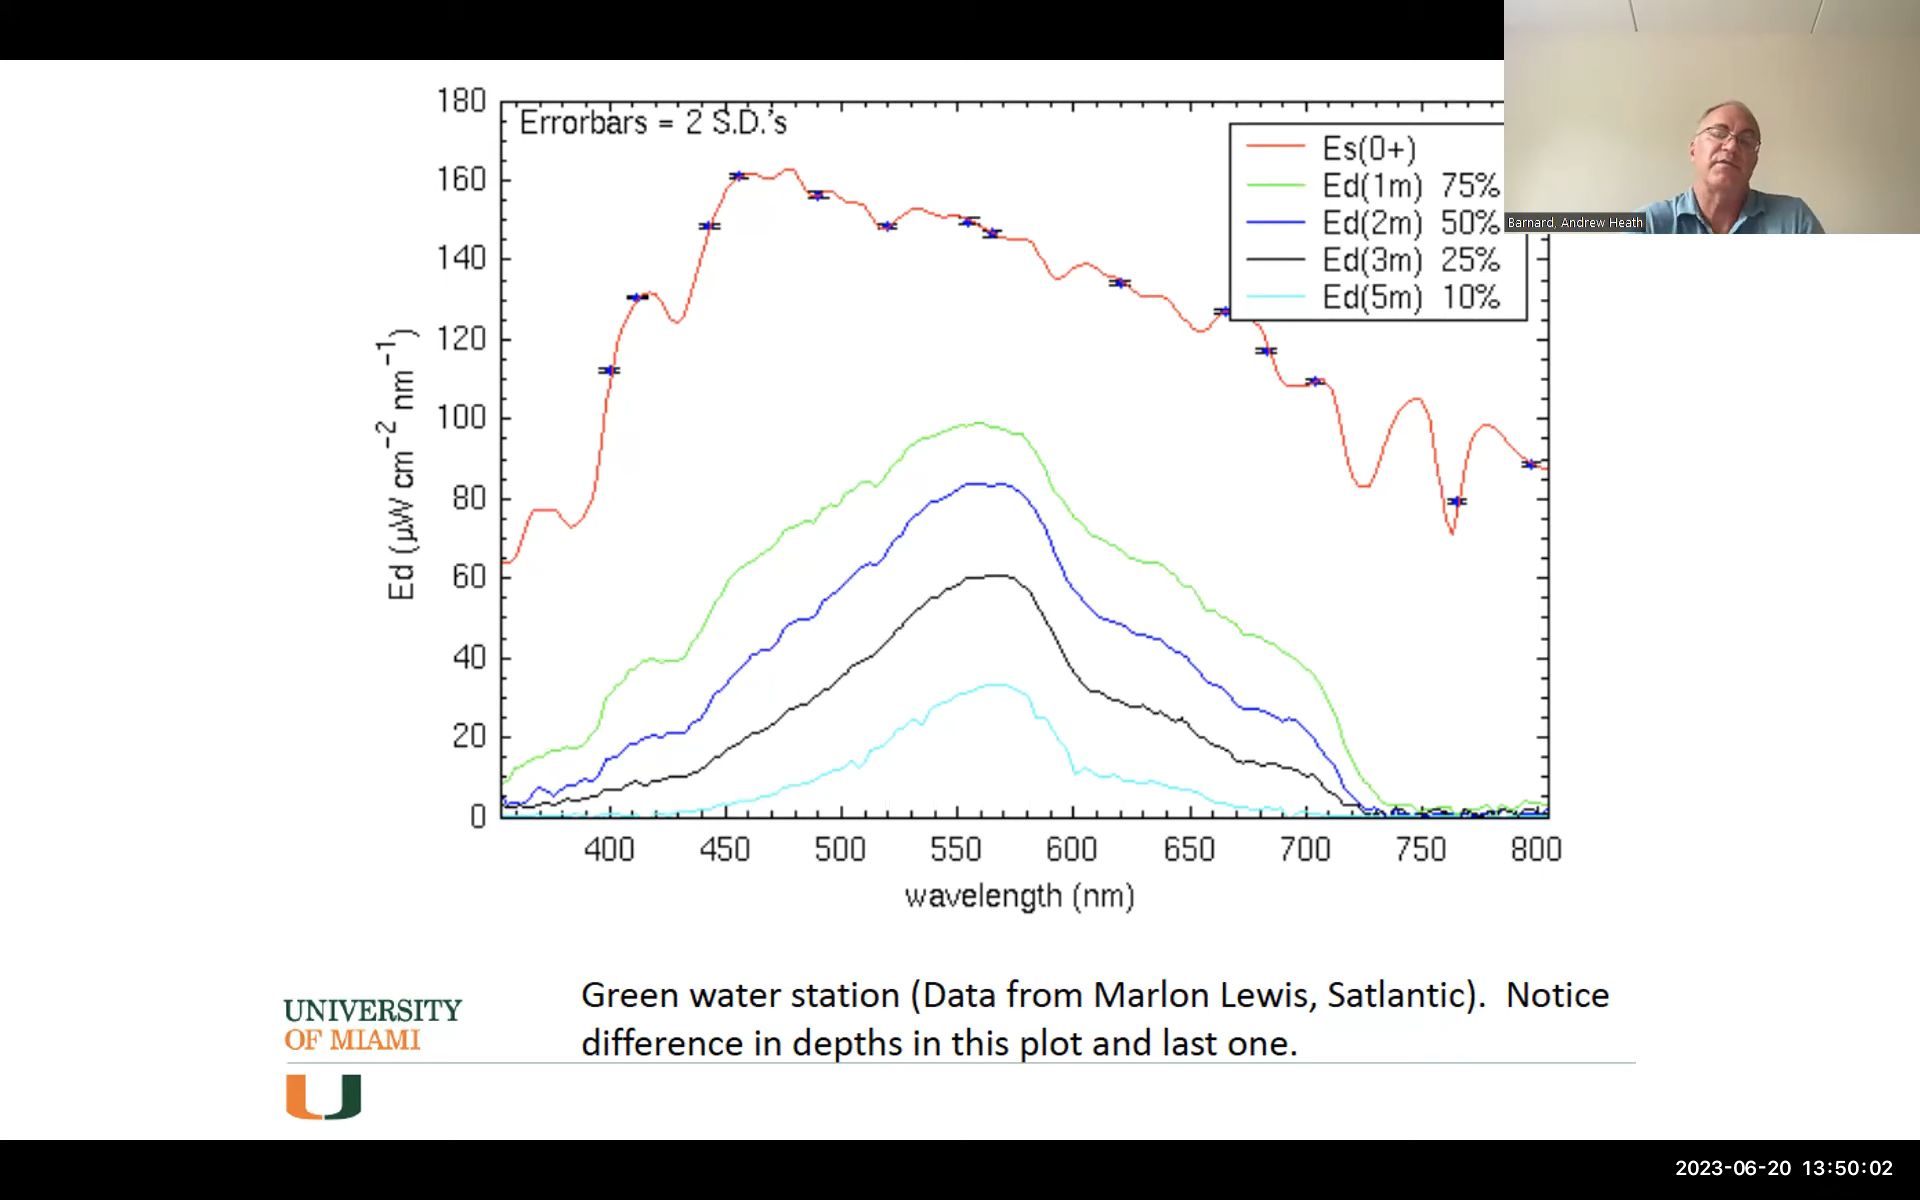 180
Errorbars = 2 S.D.'s
160
140
120
100
80
60
40
20
0
Ed (µW cm⁻² nm⁻¹)
Es(0+)
Ed(1m) 75%
Ed(2m) 50%
Ed(3m) 25%
Ed(5m) 10%
Barnard, Andrew Heath
400 450 500 550 600 650 700 750 800
wavelength (nm)
Green water station (Data from Marlon Lewis, Satlantic). Notice
difference in depths in this plot and last one.
UNIVERSITY
OF MIAMI
U
2023-06-20 13:50:02